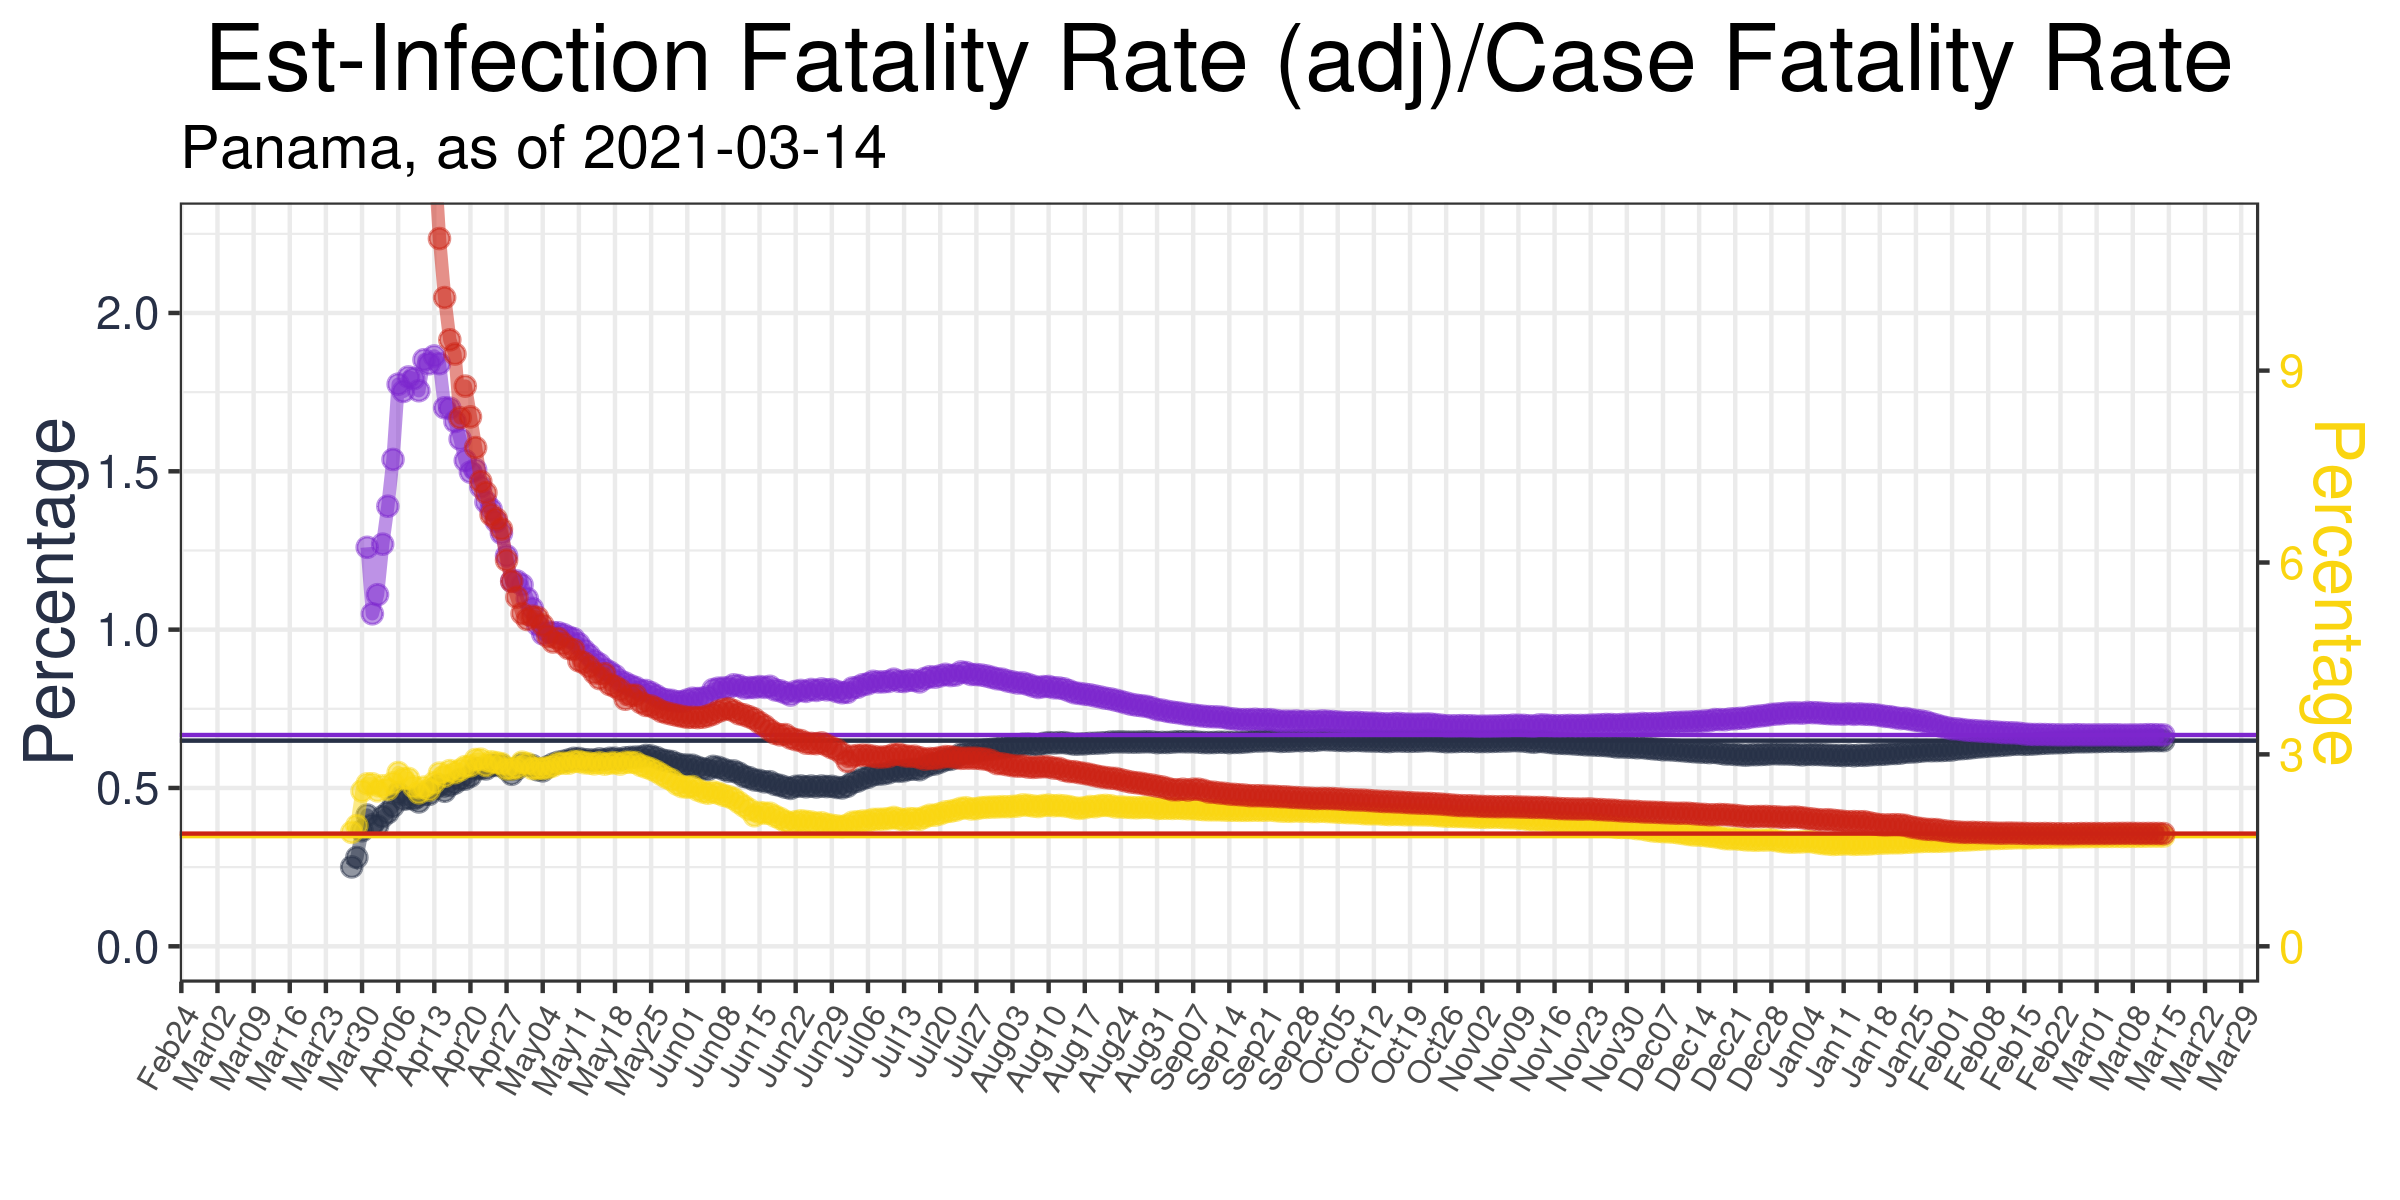 Est-Infection Fatality Rate (adj)/Case Fatality Rate
Panama, as of 2021-03-14
Percentage
2.0
1.5
1.0
0.5
0.0
9
6
3
0
Percentage
Feb24
Mar02
Mar09
Mar16
Mar23
Mar30
Apr06
Apr13
Apr20
Apr27
May04
May11
May18
May25
Jun01
Jun08
Jun15
Jun22
Jun29
Jul06
Jul13
Jul20
Jul27
Aug03
Aug10
Aug17
Aug24
Aug31
Sep07
Sep14
Sep21
Sep28
Oct05
Oct12
Oct19
Oct26
Nov02
Nov09
Nov16
Nov23
Nov30
Dec07
Dec14
Dec21
Dec28
Jan04
Jan11
Jan18
Jan25
Feb01
Feb08
Feb15
Feb22
Mar01
Mar08
Mar15
Mar22
Mar29